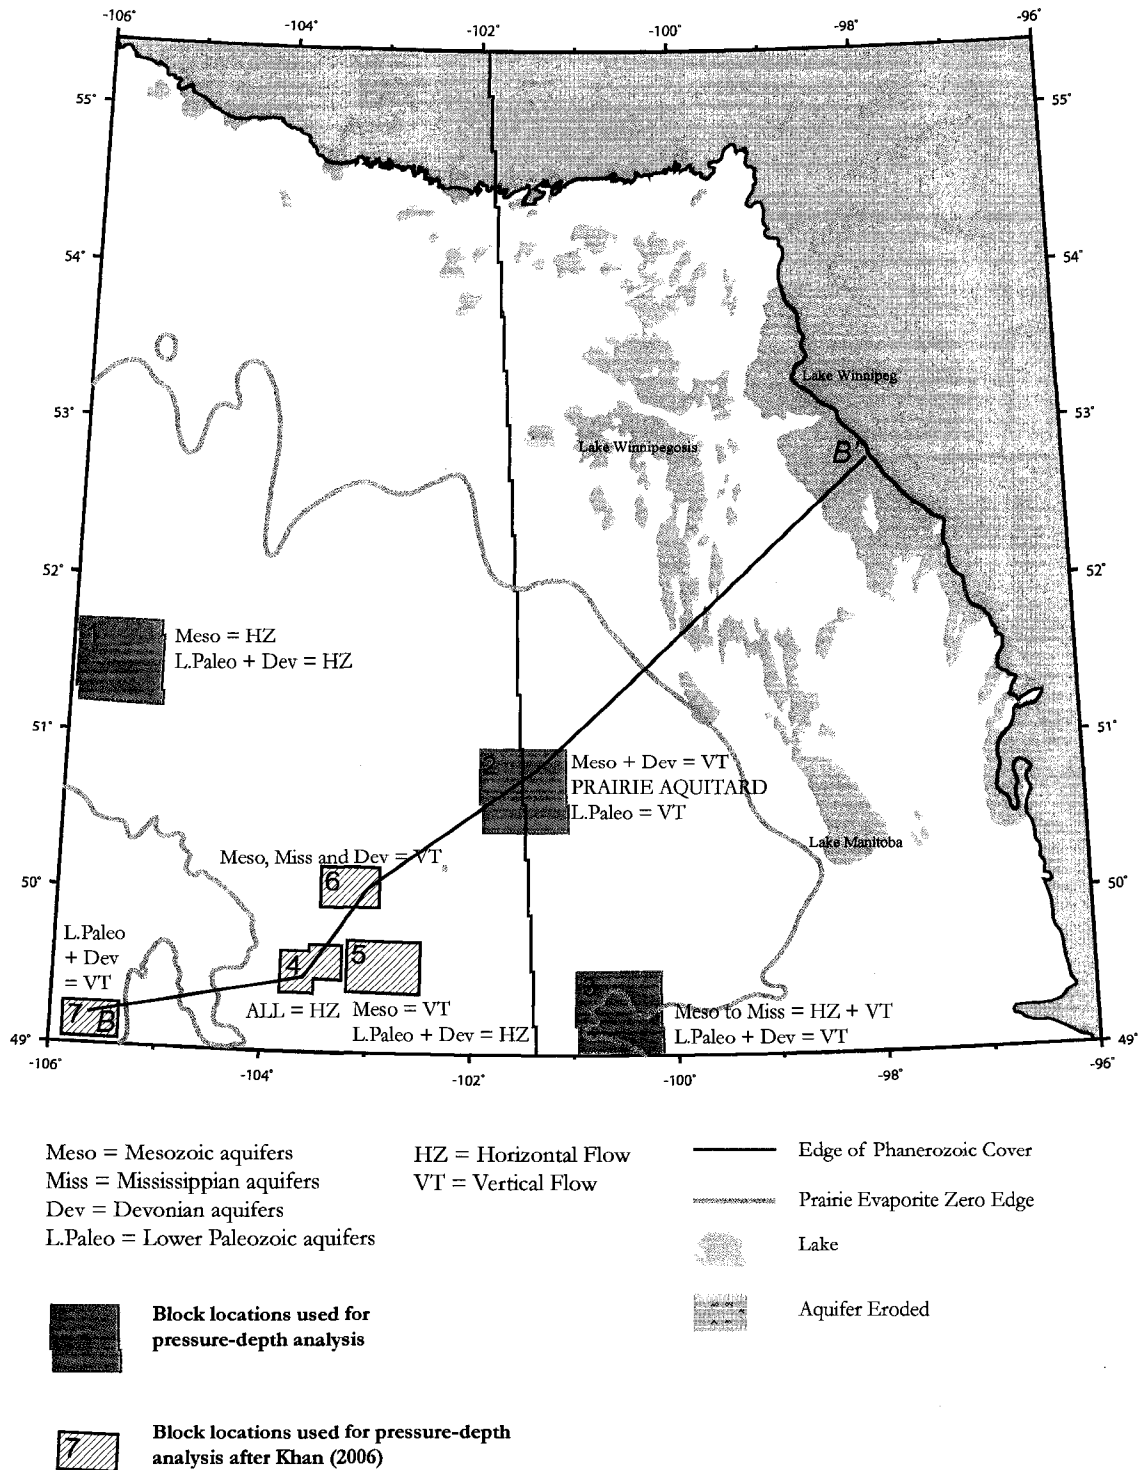 -106°
-104°
-102°
-100°
-98°
-96°
55°
55°
54°
54°
53°
53°
Lake Winnipeg
Lake Winnipegosis
B'
52°
52°
1
Meso = HZ
L.Paleo + Dev = HZ
51°
51°
2
Meso + Dev = VT
PRAIRIE AQUITARD
L.Paleo = VT
Lake Manitoba
Meso, Miss and Dev = VT
6
50°
50°
L.Paleo
+ Dev
= VT
4
5
7
B
ALL = HZ
Meso = VT
L.Paleo + Dev = HZ
3
Meso to Miss = HZ + VT
L.Paleo + Dev = VT
49°
49°
-106°
-104°
-102°
-100°
-98°
-96°
Meso = Mesozoic aquifers
Miss = Mississippian aquifers
Dev = Devonian aquifers
L.Paleo = Lower Paleozoic aquifers
HZ = Horizontal Flow
VT = Vertical Flow
Edge of Phanerozoic Cover
Prairie Evaporite Zero Edge
Lake
Aquifer Eroded
Block locations used for
pressure-depth analysis
7
Block locations used for pressure-depth
analysis after Khan (2006)